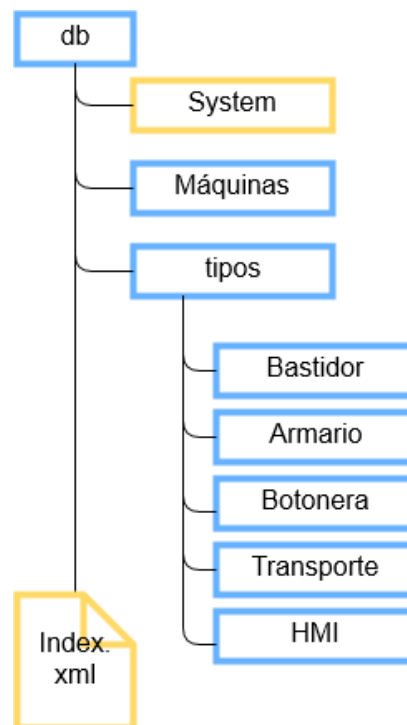 db
System
Máquinas
tipos
Bastidor
Armario
Botonera
Transporte
HMI
Index.
xml